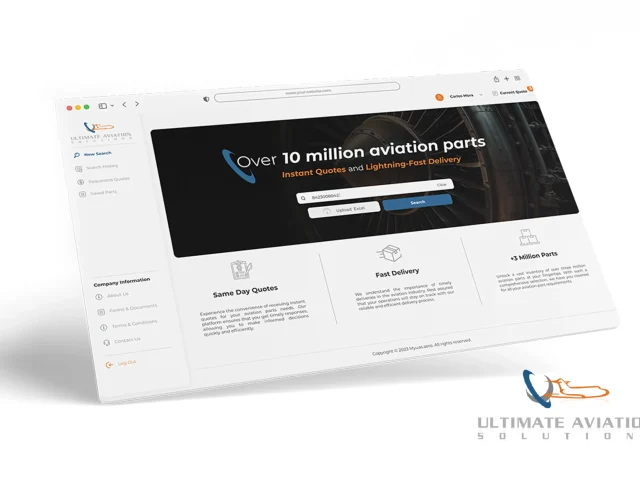 www.your-website.com
Carlos Mora
Current Quote
ULTIMATE AVIATION
SOLUTIONS
New Search
Search History
Requested Quotes
Saved Parts
Over 10 million aviation parts
Instant Quotes and Lightning-Fast Delivery
Clear
Upload Excel
Search
Company Information
About Us
Forms & Documents
Terms & Conditions
Contact Us
Log Out
Same Day Quotes
Experience the convenience of receiving instant
quotes for your aviation parts needs. Our
platform ensures that you get timely responses,
allowing you to make informed decisions
quickly and efficiently.
Fast Delivery
We understand the importance of timely
deliveries in the aviation industry. Rest assured
that your operations will stay on track with our
reliable and efficient delivery process.
+3 Million Parts
Unlock a vast inventory of over three million
aviation parts at your fingertips. With such a
comprehensive selection, we have you covered
for all your aviation part requirements.
Copyright © 2023 Myuas.aero. All rights reserved.
ULTIMATE AVIATIO
SOLUTION